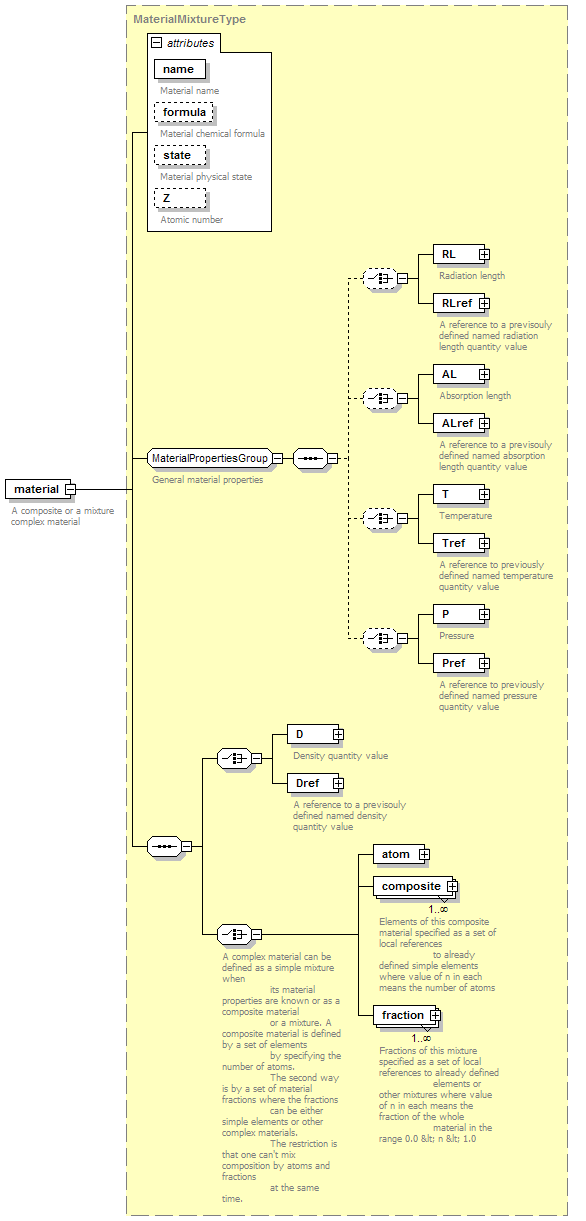 MaterialMixtureType
attributes
name
Material name
formula
Material chemical formula
state
Material physical state
Z
Atomic number
RL
Radiation length
RLref
A reference to a previsouly
defined named radiation
length quantity value
AL
Absorption length
ALref
A reference to a previsouly
defined named absorption
length quantity value
MaterialPropertiesGroup
General material properties
material
A composite or a mixture
complex material
T
Temperature
Tref
A reference to previously
defined named temperature
quantity value
P
Pressure
Pref
A reference to previously
defined named pressure
quantity value
D
Density quantity value
Dref
A reference to a previsouly
defined named density
quantity value
atom
composite
1..∞
Elements of this composite
material specified as a set of
local references
to already
defined simple elements
where value of n in each
means the number of atoms
fraction
1..∞
Fractions of this mixture
specified as a set of local
references to already defined
elements or
other mixtures where value
of n in each means the
fraction of the whole
material in the
range 0.0 &lt; n &lt; 1.0
A complex material can be
defined as a simple mixture
when
its material
properties are known or as a
composite material
or a mixture. A
composite material is defined
by a set of elements
by specifying the
number of atoms.
The second way
is by a set of material
fractions where the fractions
can be either
simple elements or other
complex materials.
The restriction is
that one can't mix
composition by atoms and
fractions
at the same
time.